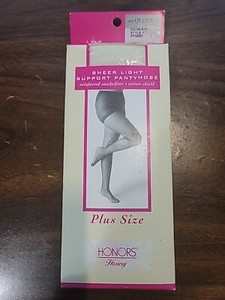 SHEER LIGHT
SUPPORT PANTYHOSE
reinforced sandalfoot • cotton shield
Plus Size
HONORS
Hosiery